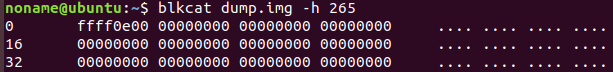 noname@ubuntu:~$ blkcat dump.img -h 265
0 ffff0e00 00000000 00000000 00000000 .... .... .... ....
16 00000000 00000000 00000000 00000000 .... .... .... ....
32 00000000 00000000 00000000 00000000 .... .... .... ....